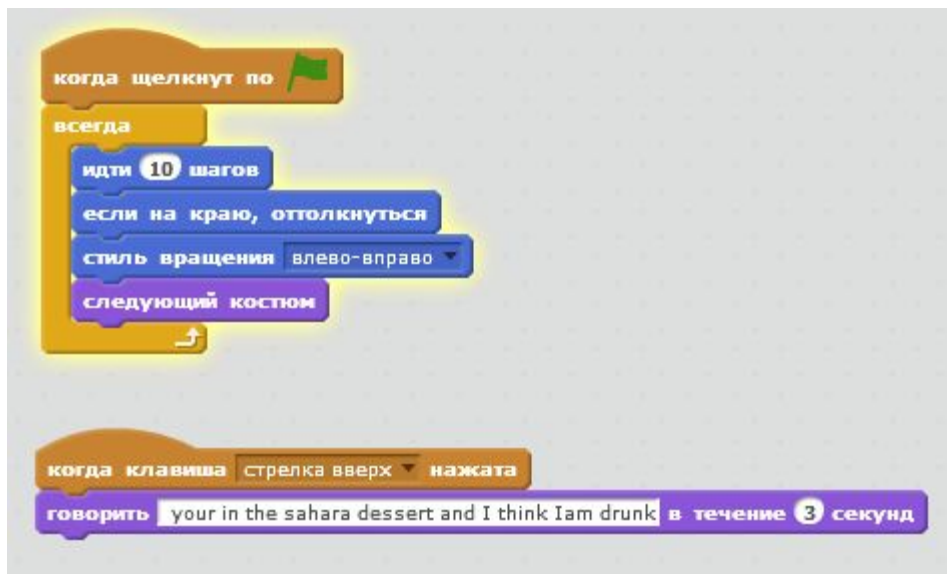 когда щелкнут по
всегда
идти 10 шагов
если на краю, оттолкнуться
стиль вращения влево-вправо
следующий костюм
когда клавиша стрелка вверх нажата
говорить your in the sahara dessert and I think Iam drunk в течение 3 секунд